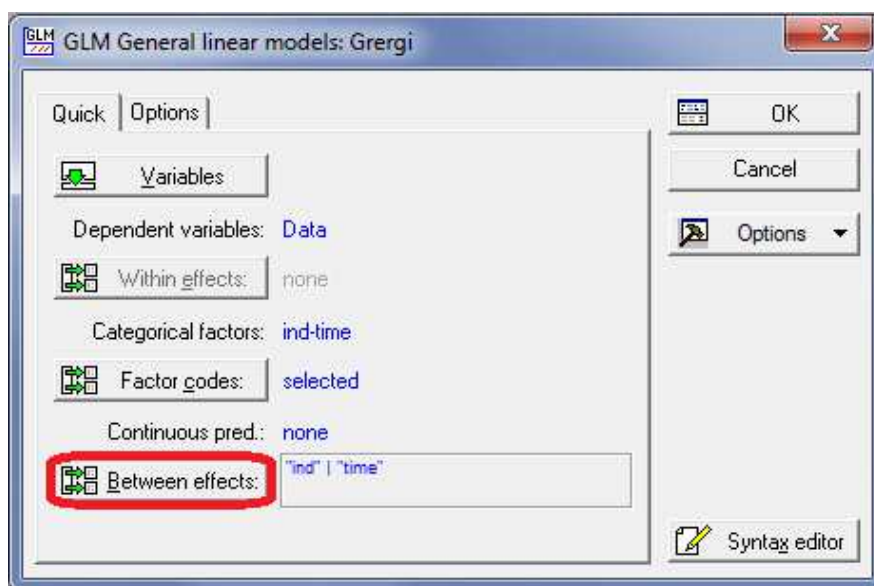 GLM GLM General linear models: Grergi
Quick Options
OK
Variables
Cancel
Dependent variables: Data
Options
Within effects: none
Categorical factors: ind-time
Factor codes: selected
Continuous pred.: none
Between effects: "ind" | "time"
Syntax editor